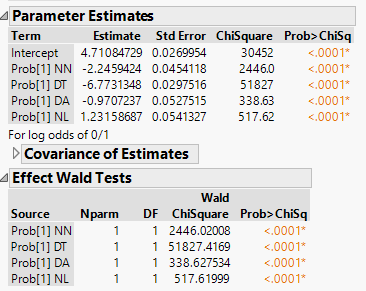 Parameter Estimates
Term Estimate Std Error ChiSquare Prob>ChiSq
Intercept 4.71084729 0.0269954 30452 <.0001*
Prob[1] NN -2.2459424 0.0454118 2446.0 <.0001*
Prob[1] DT -6.7731348 0.0297516 51827 <.0001*
Prob[1] DA -0.9707237 0.0527515 338.63 <.0001*
Prob[1] NL 1.23158687 0.0541327 517.62 <.0001*
For log odds of 0/1
Covariance of Estimates
Effect Wald Tests
Wald
Source Nparm DF ChiSquare Prob>ChiSq
Prob[1] NN 1 1 2446.02008 <.0001*
Prob[1] DT 1 1 51827.4169 <.0001*
Prob[1] DA 1 1 338.627534 <.0001*
Prob[1] NL 1 1 517.61999 <.0001*